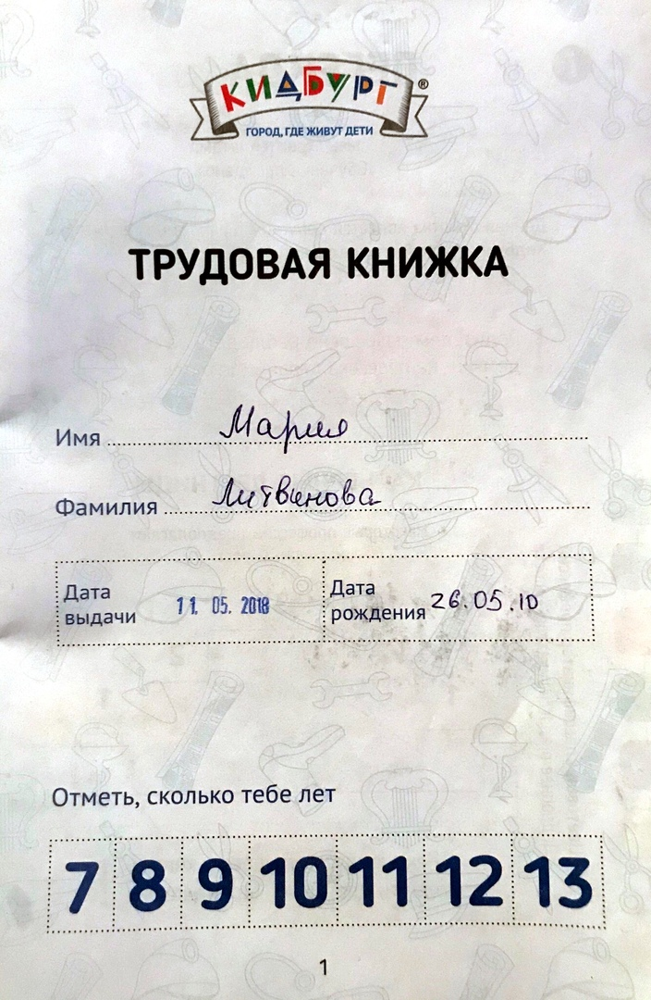 КИДБУРГ®
ГОРОД, ГДЕ ЖИВУТ ДЕТИ
ТРУДОВАЯ КНИЖКА
Имя Мария
Фамилия Литвинова
Дата выдачи 11.05.2018
Дата рождения 26.05.10
Отметь, сколько тебе лет
7 8 9 10 11 12 13
1